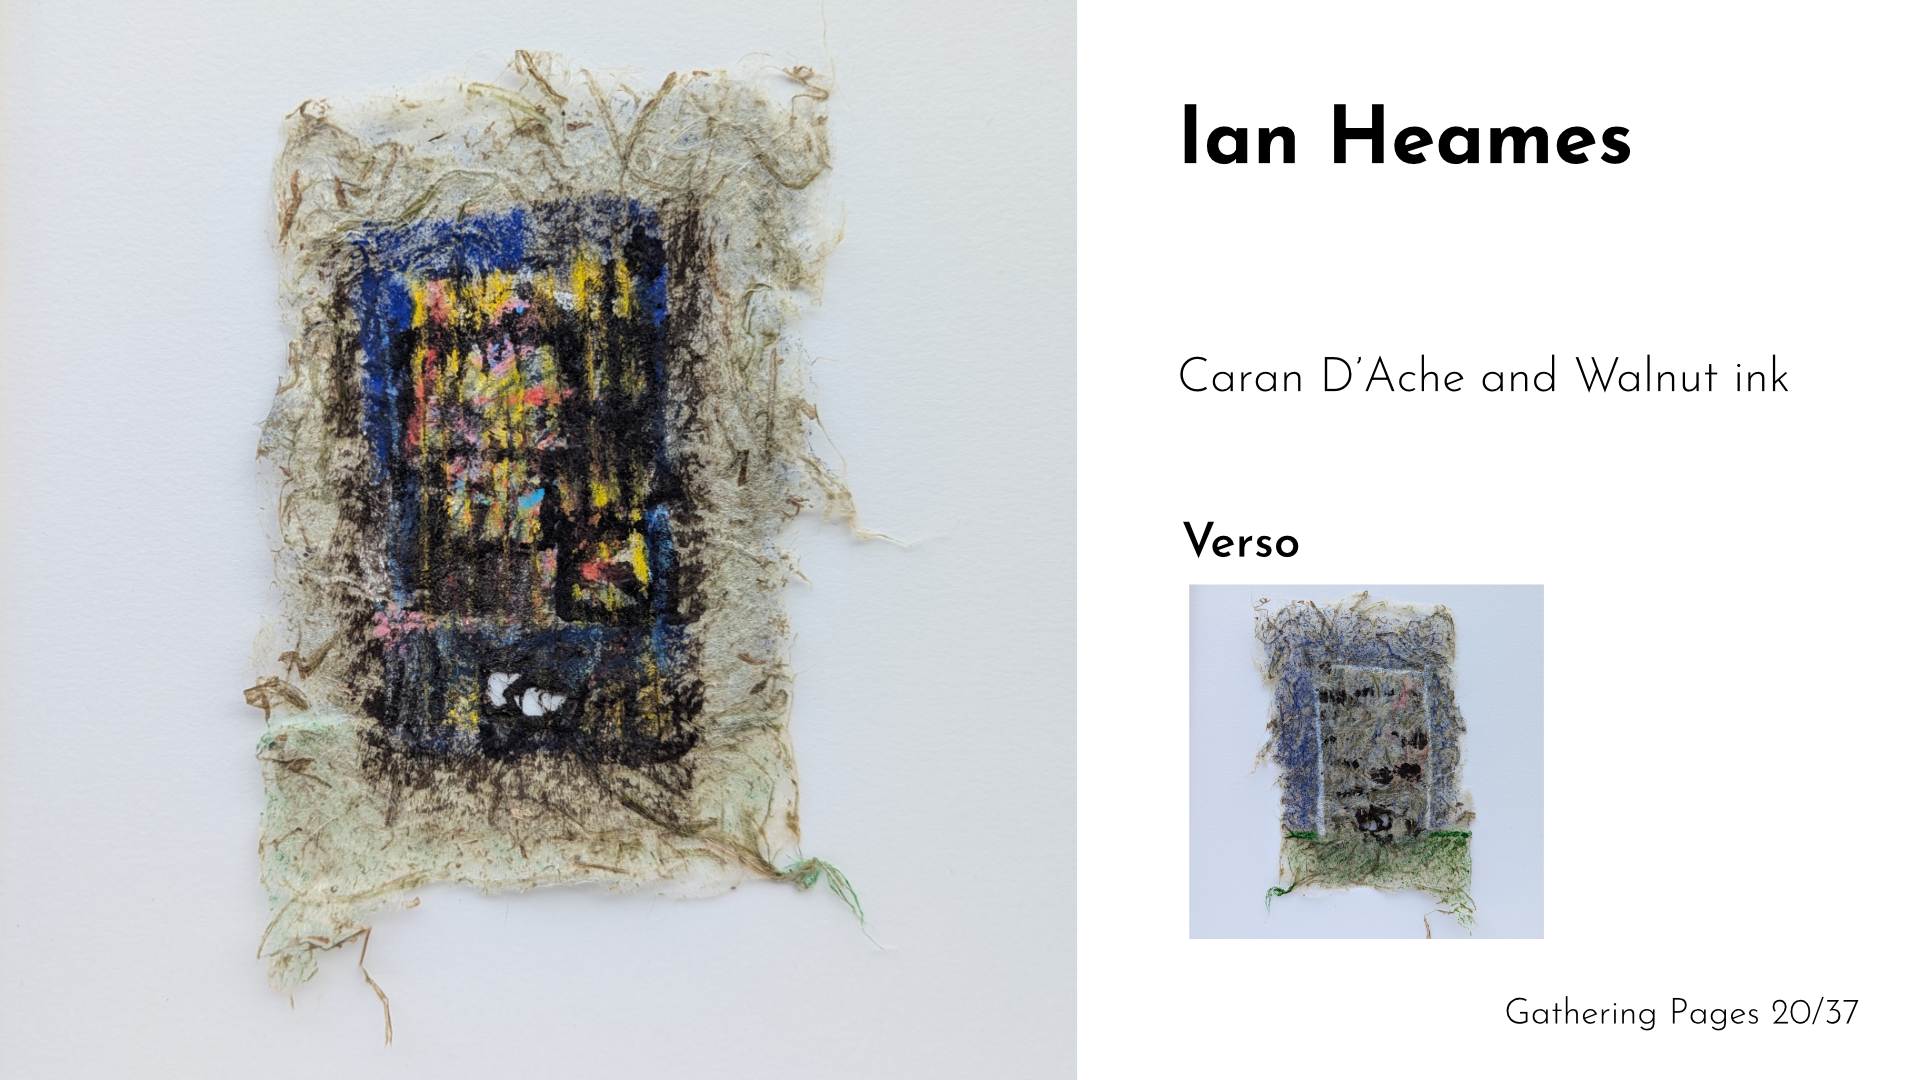 Ian Heames
Caran D’Ache and Walnut ink
Verso
Gathering Pages 20/37